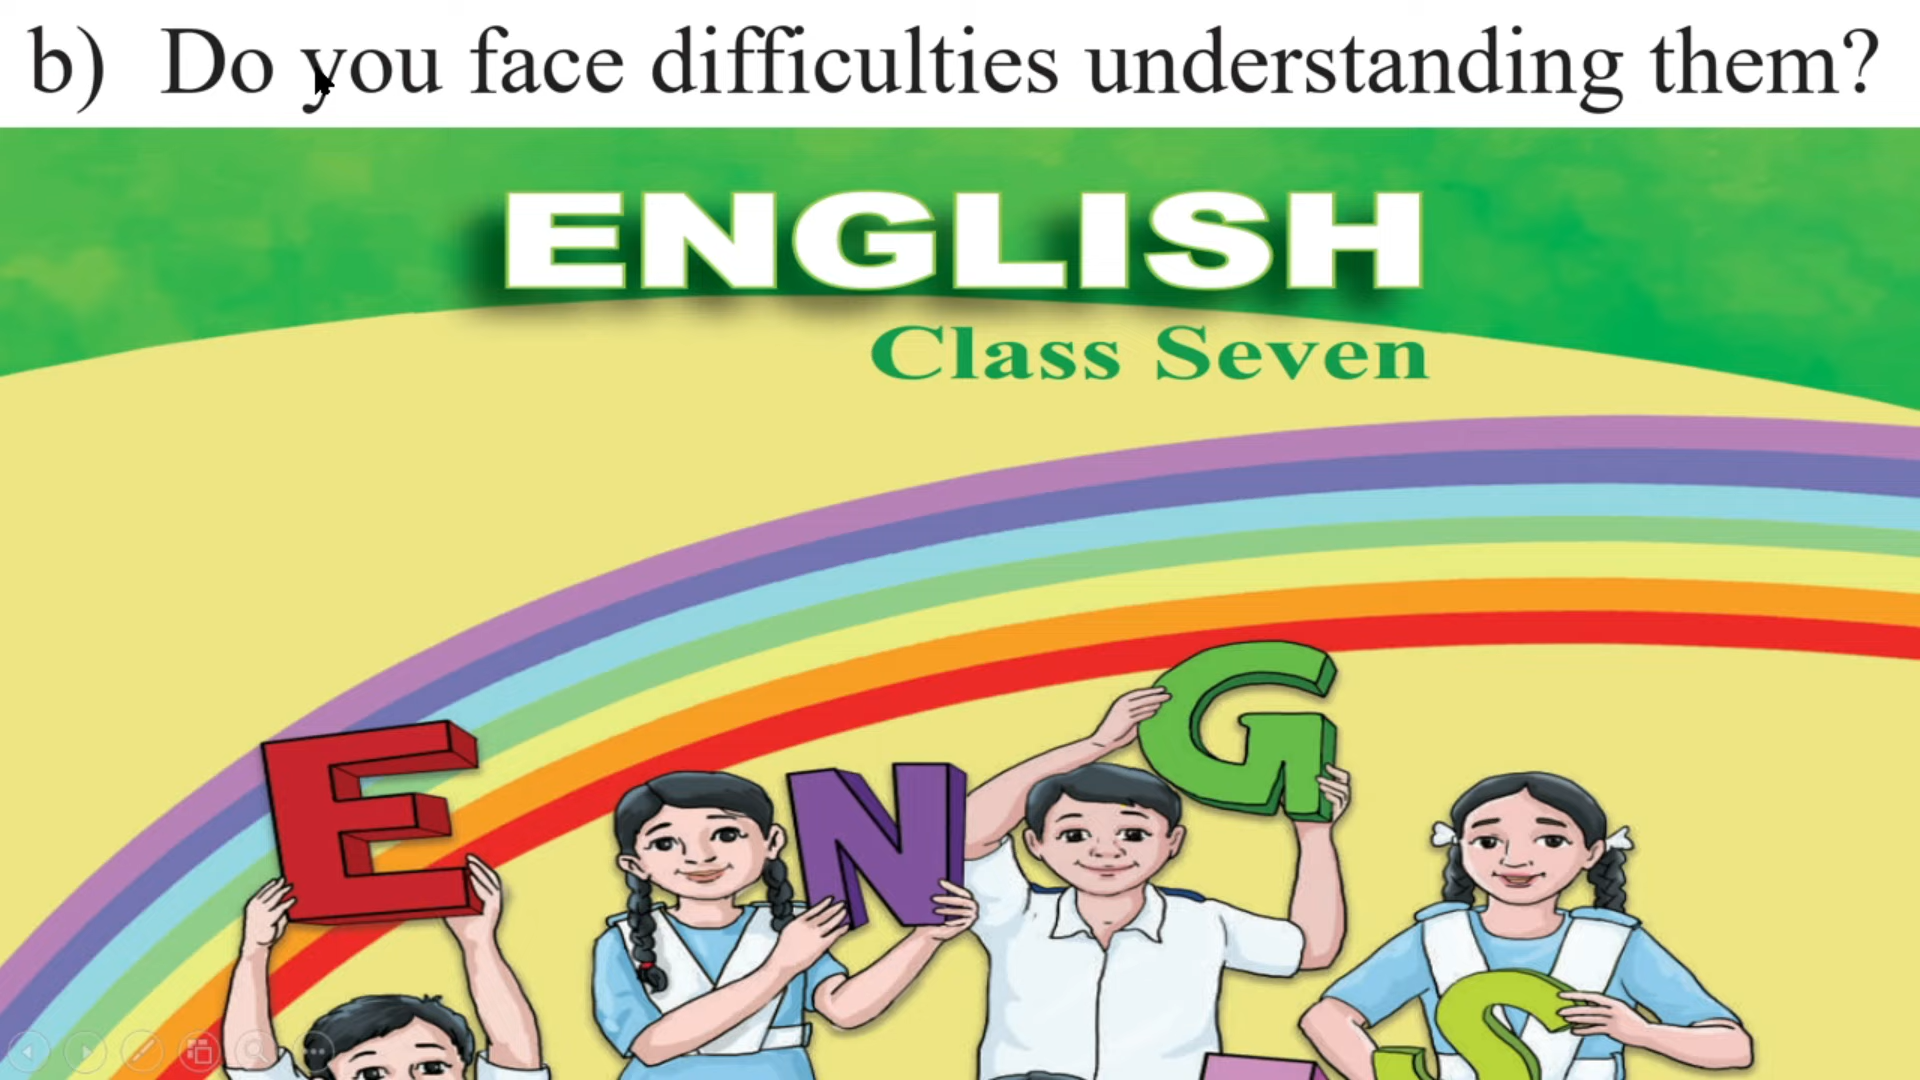 b) Do you face difficulties understanding them?
ENGLISH
Class Seven
E N G S